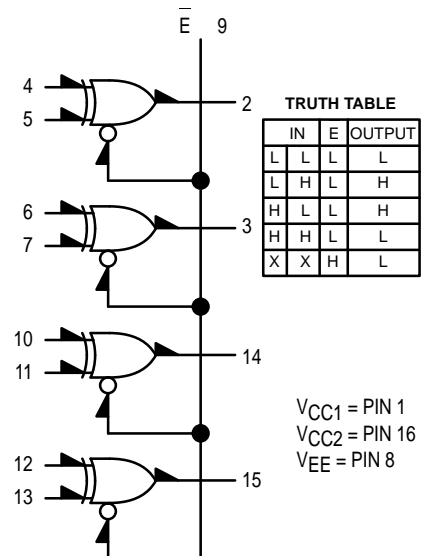 E 9
4
5
2
6
7
3
10
11
14
12
13
15
TRUTH TABLE
IN E OUTPUT
L L L L
L H L H
H L L H
H H L L
X X H L
VCC1 = PIN 1
VCC2 = PIN 16
VEE = PIN 8